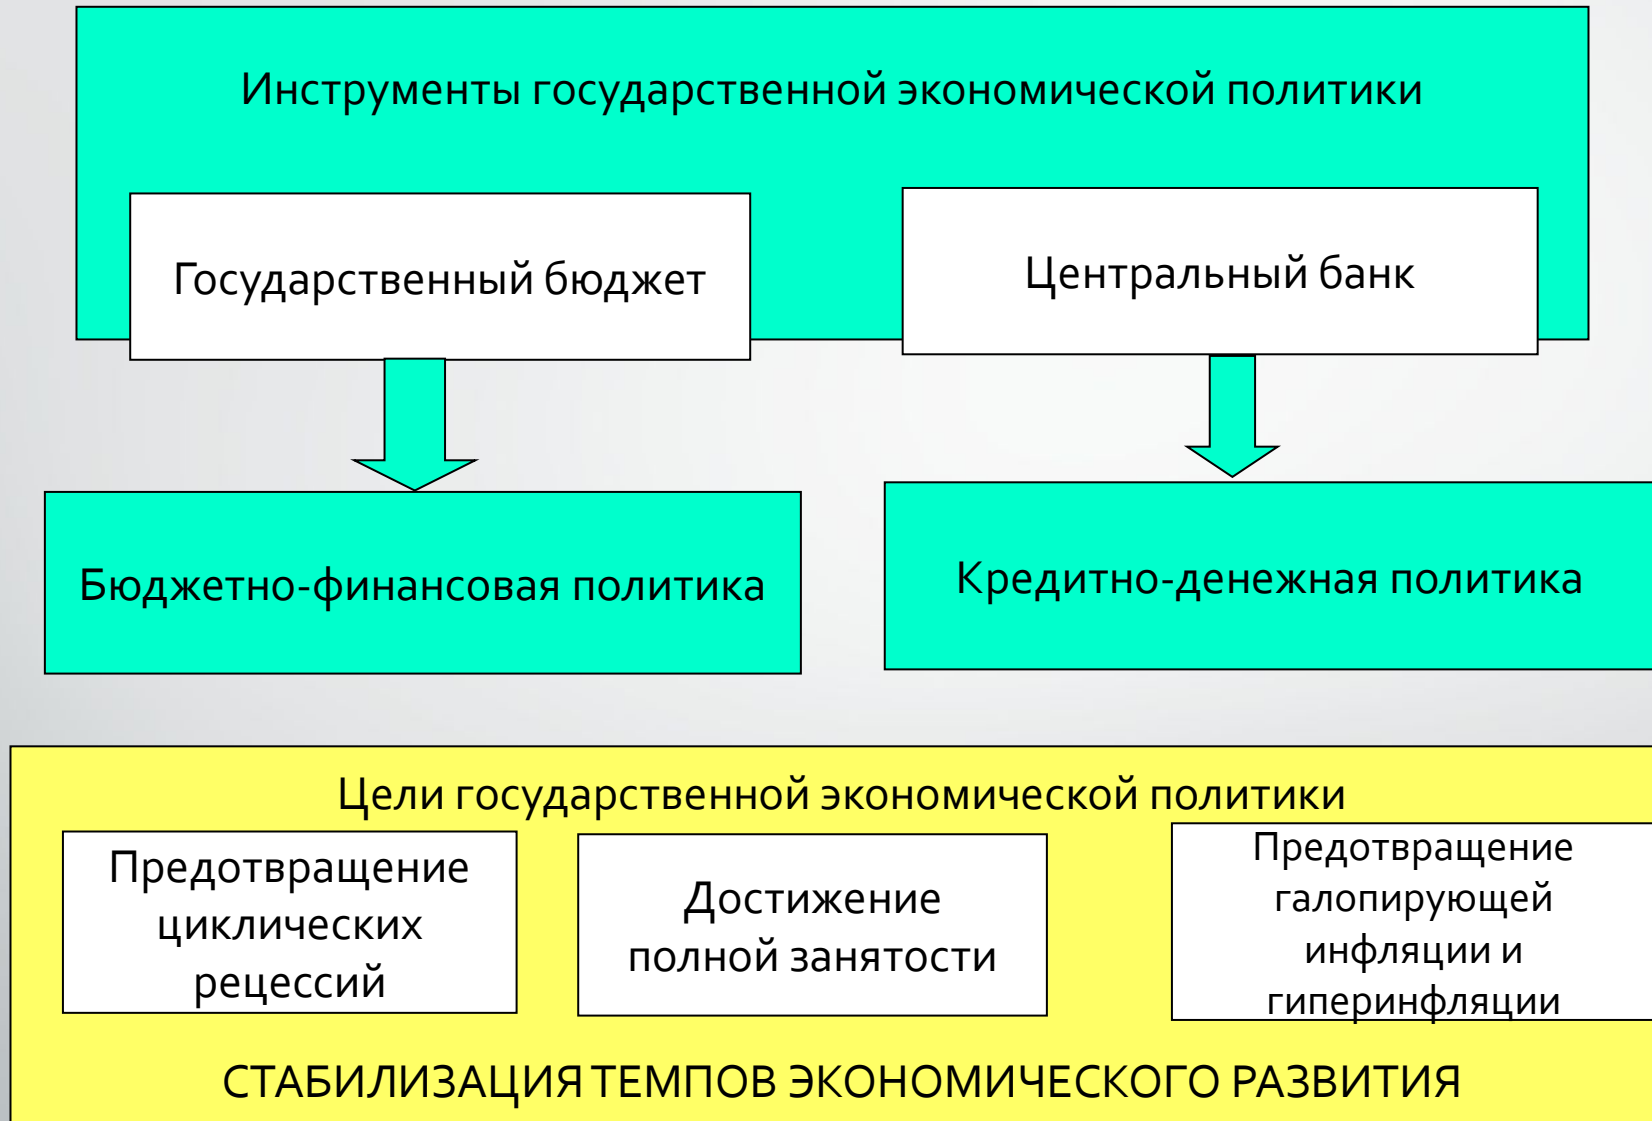 Инструменты государственной экономической политики
Государственный бюджет
Центральный банк
Бюджетно-финансовая политика
Кредитно-денежная политика
Цели государственной экономической политики
Предотвращение
циклических
рецессий
Достижение
полной занятости
Предотвращение
галопирующей
инфляции и
гиперинфляции
СТАБИЛИЗАЦИЯ ТЕМПОВ ЭКОНОМИЧЕСКОГО РАЗВИТИЯ